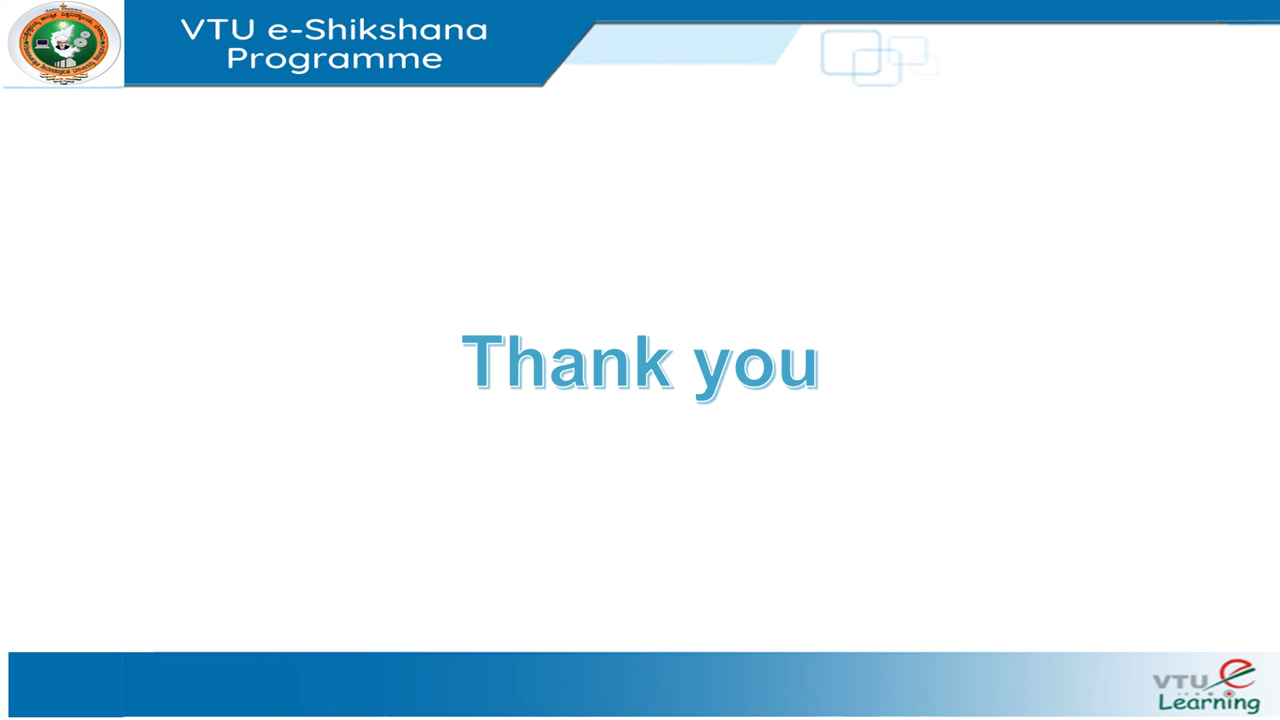 VTU e-Shikshana
Programme
Thank you
VTU e
Learning